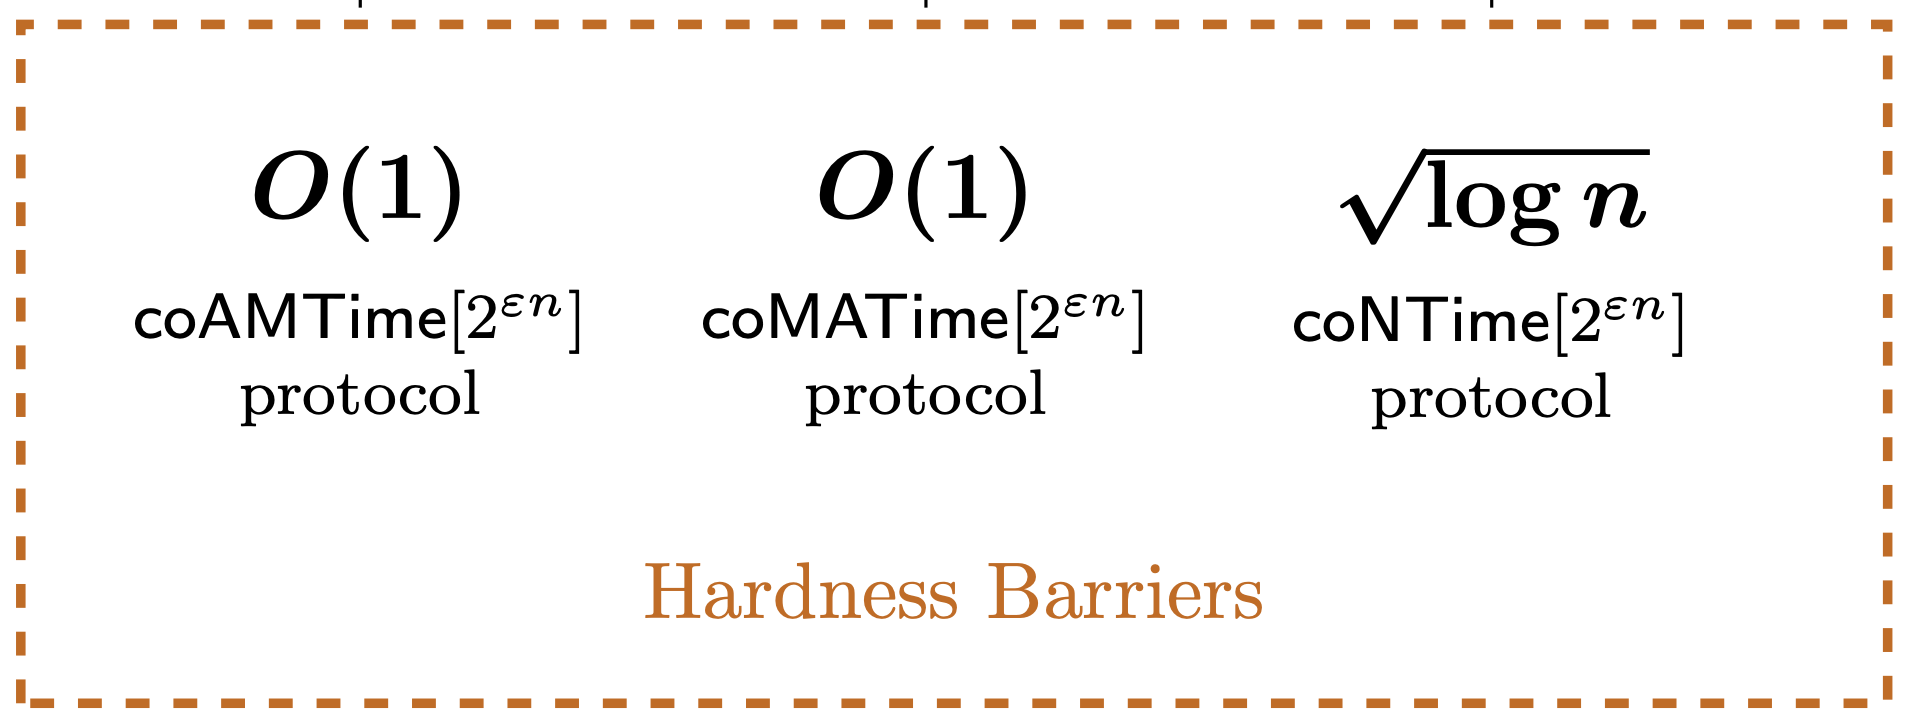 O(1) O(1) √log n
coAMTime[2^{εn}] coMATime[2^{εn}] coNTime[2^{εn}]
protocol protocol protocol
Hardness Barriers